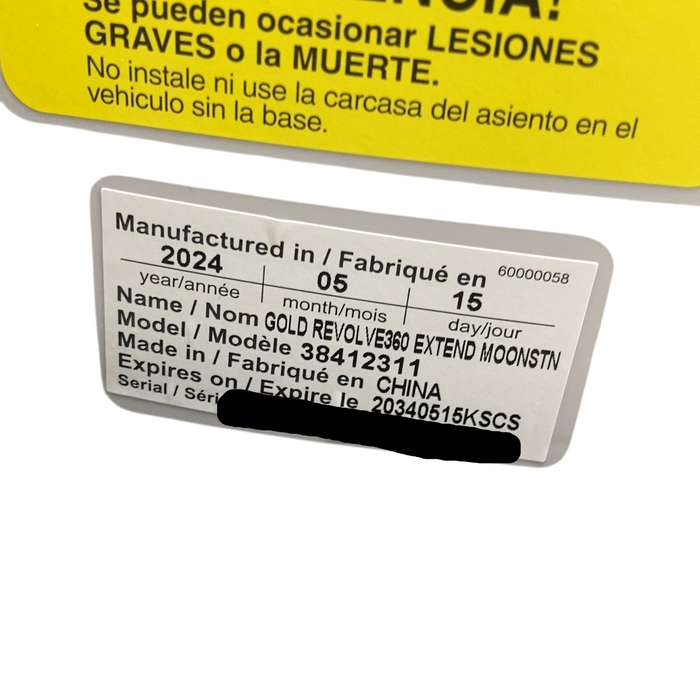 Se pueden ocasionar LESIONES
GRAVES o la MUERTE.
No instale ni use la carcasa del asiento en el
vehiculo sin la base.
Manufactured in / Fabriqué en 60000058
2024 05 15
year/année month/mois day/jour
Name / Nom GOLD REVOLVE360 EXTEND MOONSTN
Model / Modèle 38412311
Made in / Fabriqué en CHINA
Expires on / Expire le 20340515KSCS
Serial /